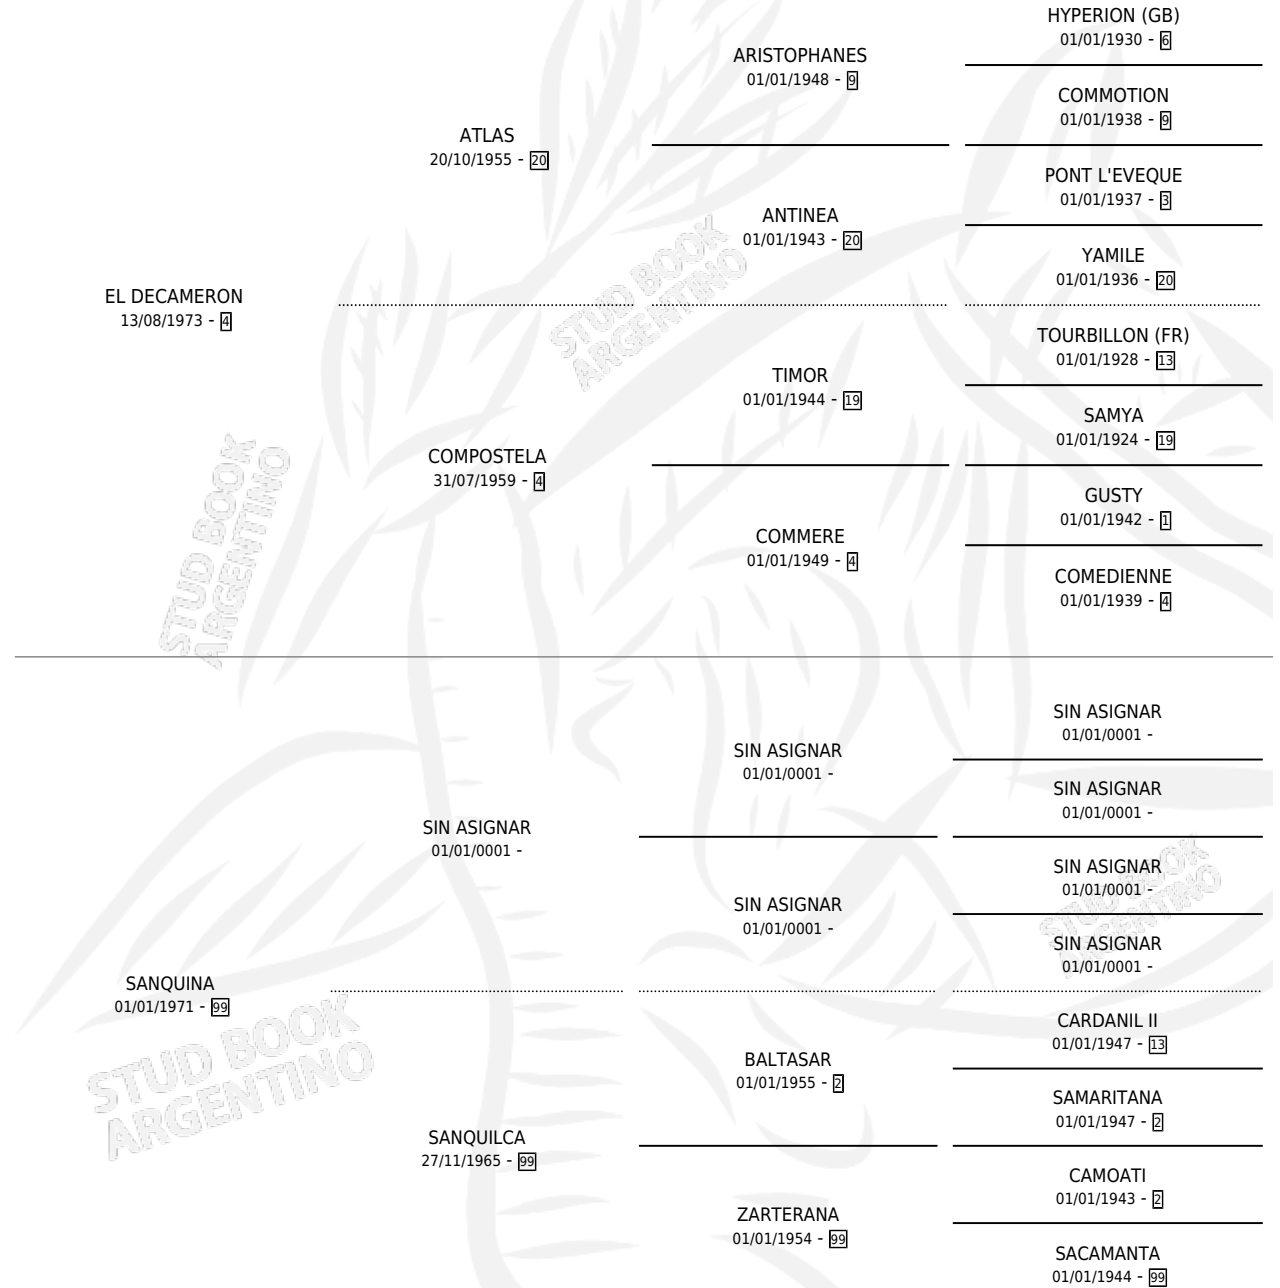 HYPERION (GB)
01/01/1930 - 6
ARISTOPHANES
01/01/1948 - 9
COMMOTION
01/01/1938 - 9
ATLAS
20/10/1955 - 20
PONT L'EVEQUE
01/01/1937 - 3
ANTINEA
01/01/1943 - 20
YAMILE
01/01/1936 - 20
EL DECAMERON
13/08/1973 - 4
STUD BOOK
ARGENTINO
TOURBILLON (FR)
01/01/1928 - 13
TIMOR
01/01/1944 - 19
SAMYA
01/01/1924 - 19
COMPOSTELA
31/07/1959 - 4
GUSTY
01/01/1942 - 1
COMMERE
01/01/1949 - 4
COMEDIENNE
01/01/1939 - 4
STUD BOOK
ARGENTINO
SIN ASIGNAR
01/01/0001 -
SIN ASIGNAR
01/01/0001 -
SIN ASIGNAR
01/01/0001 -
SIN ASIGNAR
01/01/0001 -
SIN ASIGNAR
01/01/0001 -
SIN ASIGNAR
01/01/0001 -
SIN ASIGNAR
01/01/0001 -
STUD BOOK
ARGENTINO
SANQUINA
01/01/1971 - 99
CARDANIL II
01/01/1947 - 13
BALTASAR
01/01/1955 - 2
SAMARITANA
01/01/1947 - 2
STUD BOOK
ARGENTINO
SANQUILCA
27/11/1965 - 99
CAMOATI
01/01/1943 - 2
ZARTERANA
01/01/1954 - 99
SACAMANTA
01/01/1944 - 99